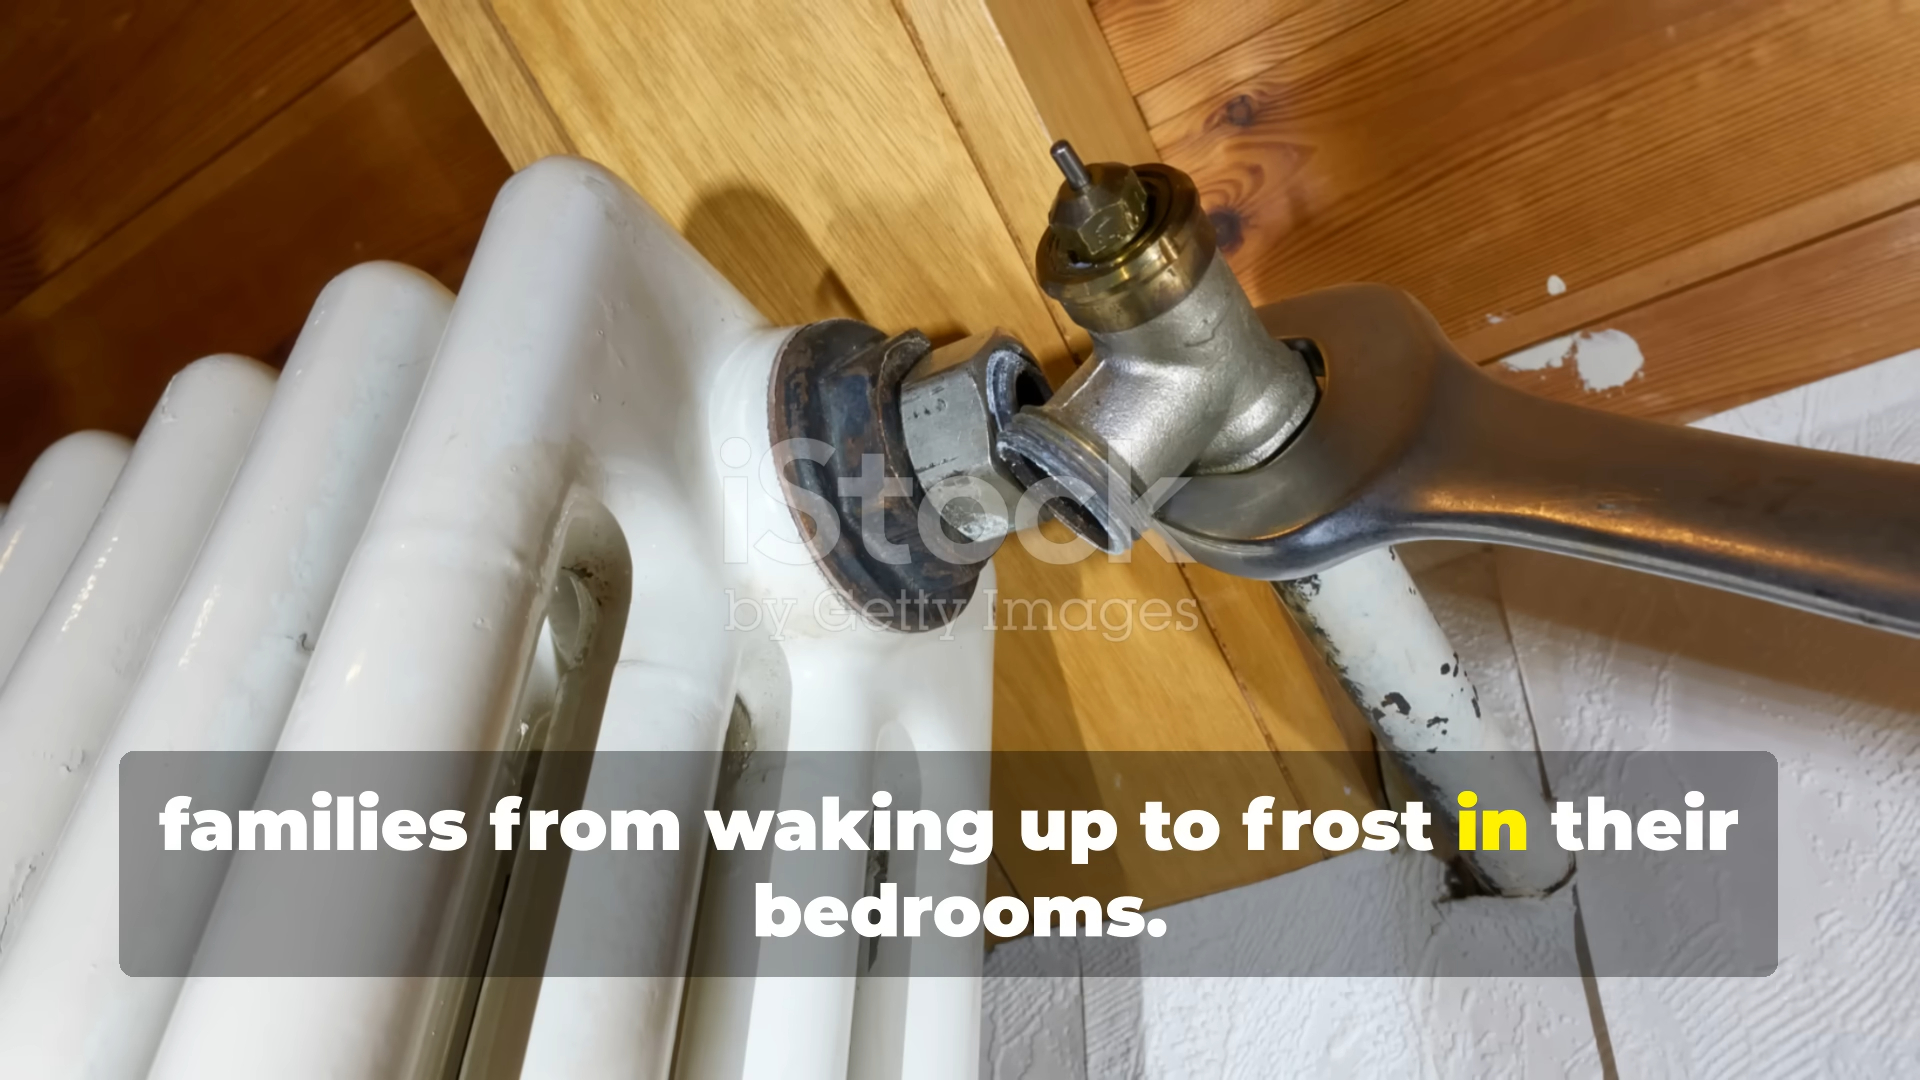 iStock
by Getty Images
families from waking up to frost in their
bedrooms.